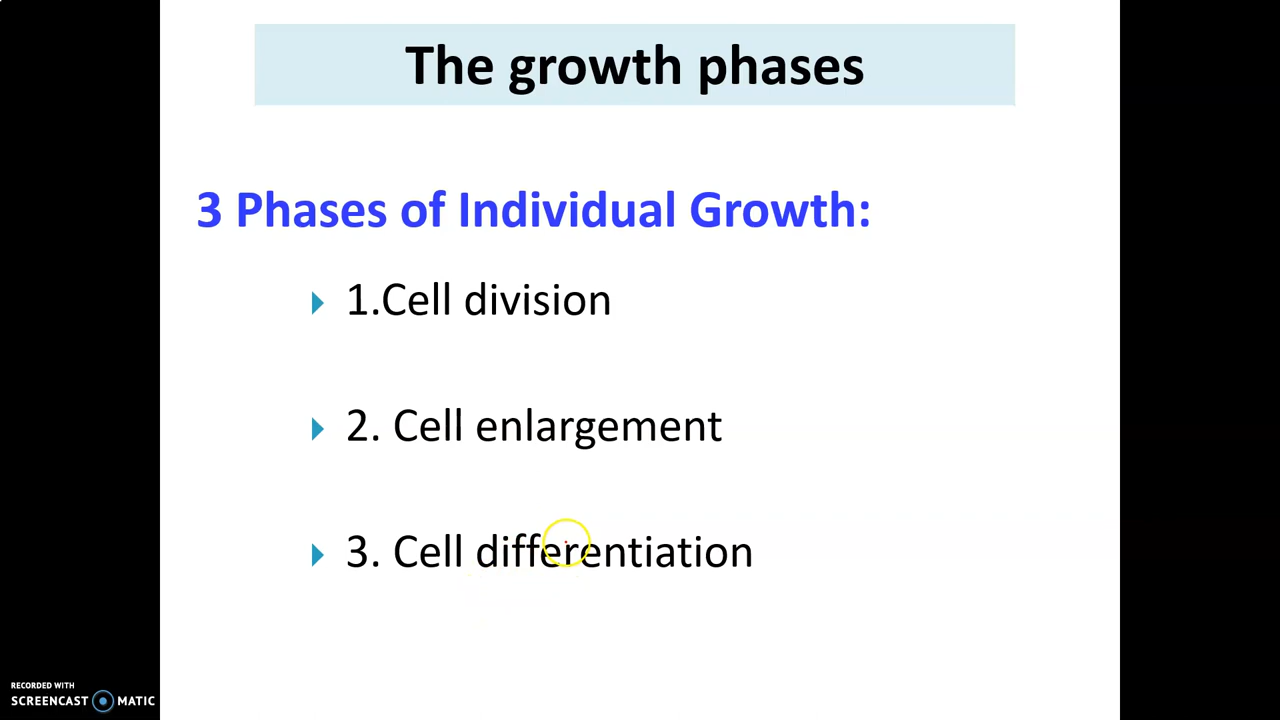 The growth phases
3 Phases of Individual Growth:
1.Cell division
2. Cell enlargement
3. Cell differentiation
RECORDED WITH
SCREENCAST MATIC